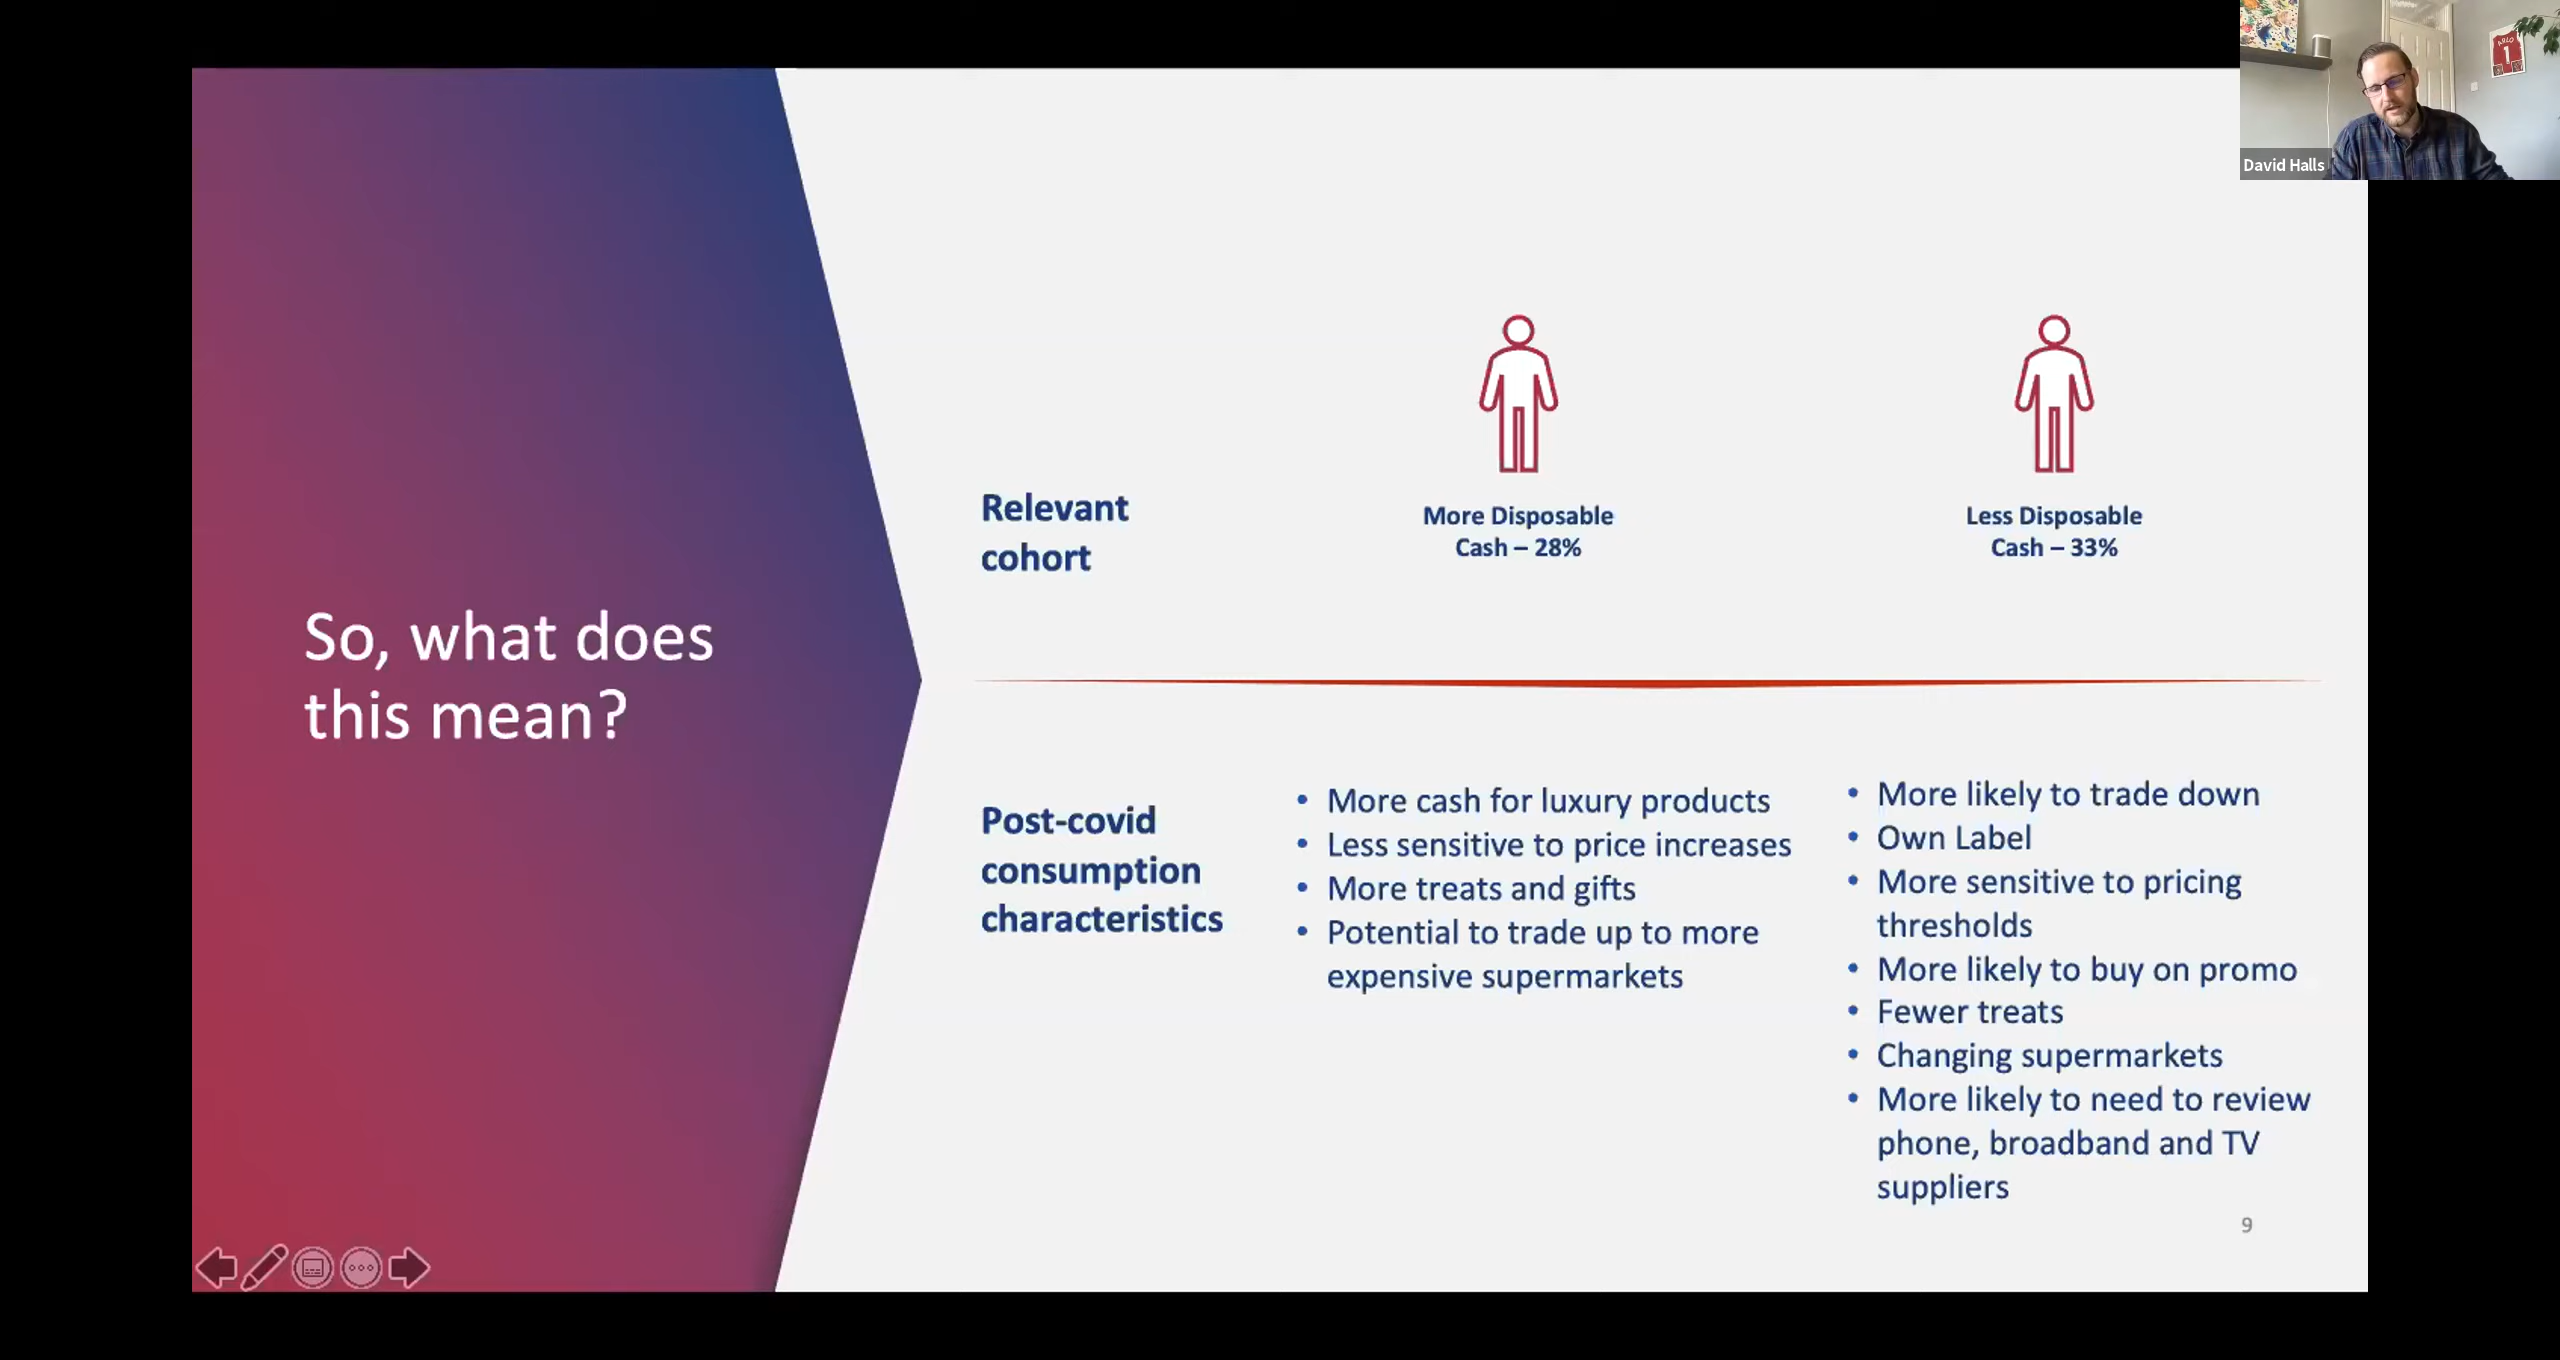 David Halls
So, what does
this mean?
Relevant
cohort
More Disposable
Cash – 28%
Less Disposable
Cash – 33%
Post-covid
consumption
characteristics
• More cash for luxury products
• Less sensitive to price increases
• More treats and gifts
• Potential to trade up to more
expensive supermarkets
• More likely to trade down
• Own Label
• More sensitive to pricing
thresholds
• More likely to buy on promo
• Fewer treats
• Changing supermarkets
• More likely to need to review
phone, broadband and TV
suppliers
9
ARLO
1